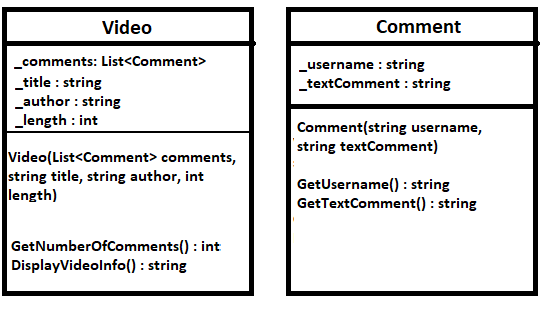 Video
_comments: List<Comment>
_title : string
_author : string
_length : int
Video(List<Comment> comments,
string title, string author, int
length)
GetNumberOfComments() : int
DisplayVideoInfo() : string
Comment
_username : string
_textComment : string
Comment(string username,
string textComment)
GetUsername() : string
GetTextComment() : string